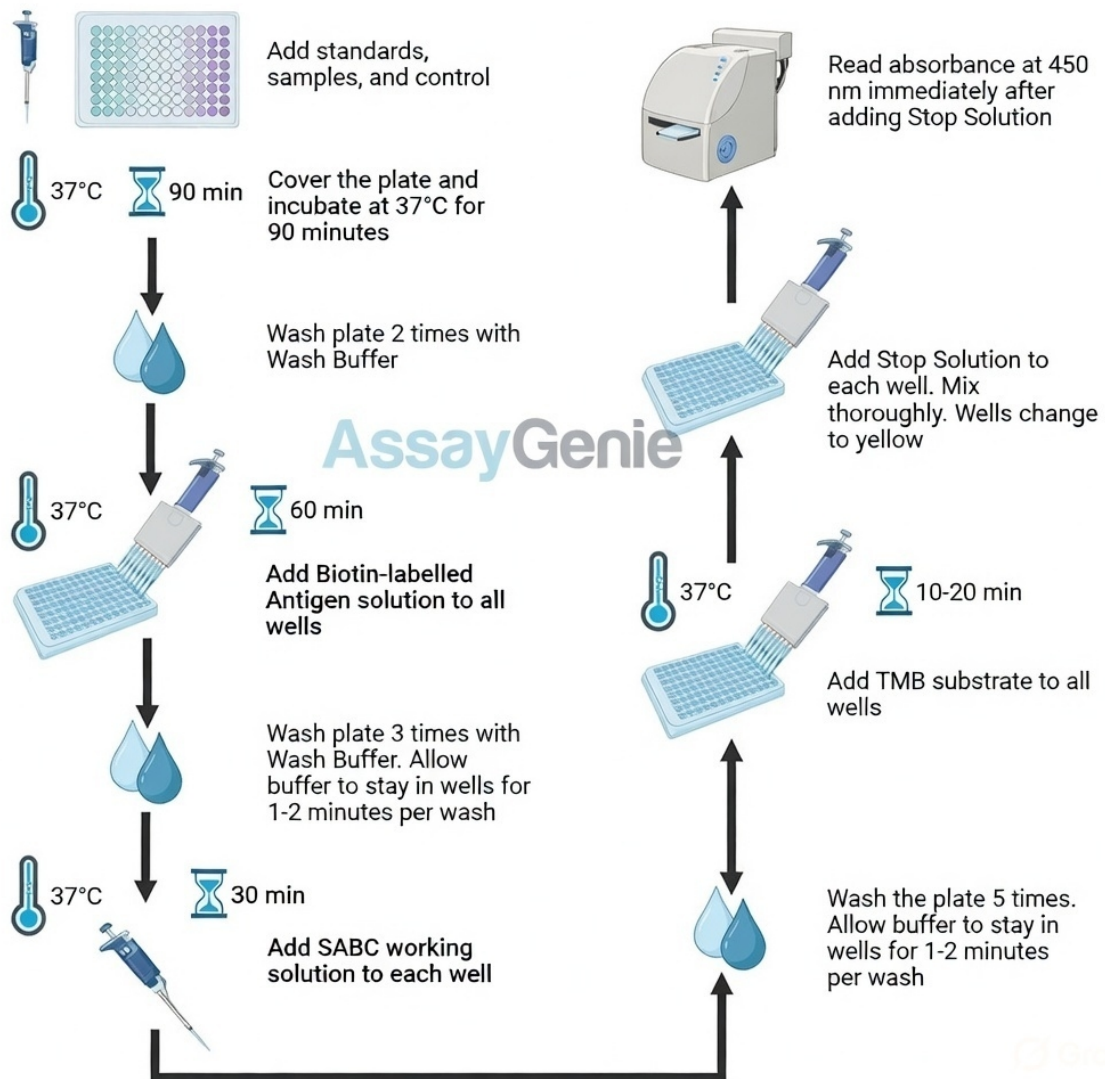 Add standards,
samples, and control
37°C
90 min
Cover the plate and
incubate at 37°C for
90 minutes
Wash plate 2 times with
Wash Buffer
AssayGenie
37°C
60 min
Add Biotin-labelled
Antigen solution to all
wells
Wash plate 3 times with
Wash Buffer. Allow
buffer to stay in wells for
1-2 minutes per wash
37°C
30 min
Add SABC working
solution to each well
Read absorbance at 450
nm immediately after
adding Stop Solution
Add Stop Solution to
each well. Mix
thoroughly. Wells change
to yellow
37°C
10-20 min
Add TMB substrate to all
wells
Wash the plate 5 times.
Allow buffer to stay in
wells for 1-2 minutes
per wash